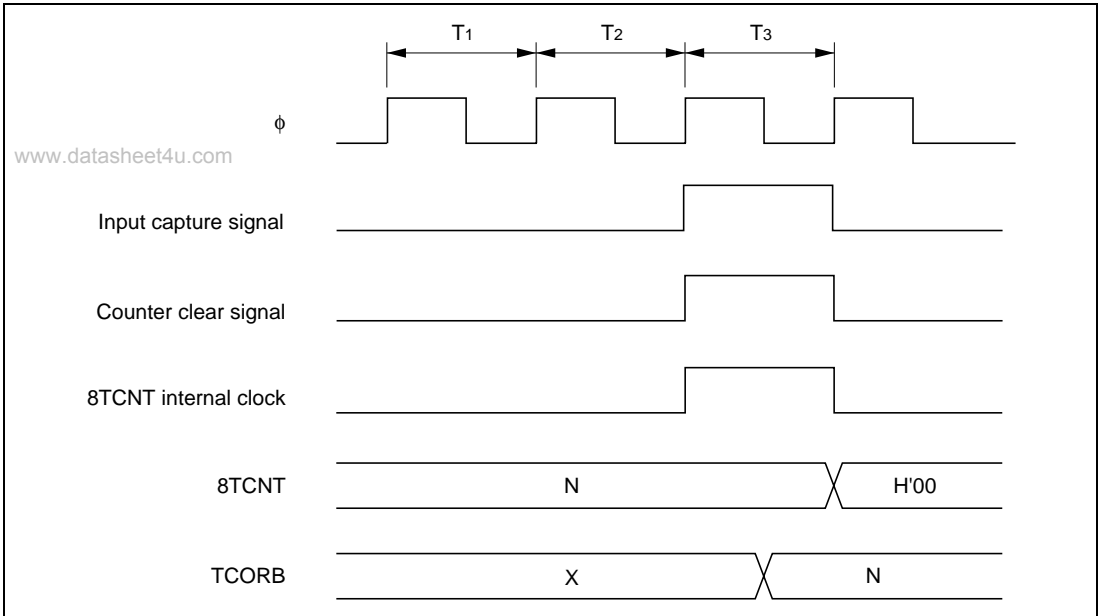 T1 T2 T3
φ
www.datasheet4u.com
Input capture signal
Counter clear signal
8TCNT internal clock
8TCNT N H'00
TCORB X N